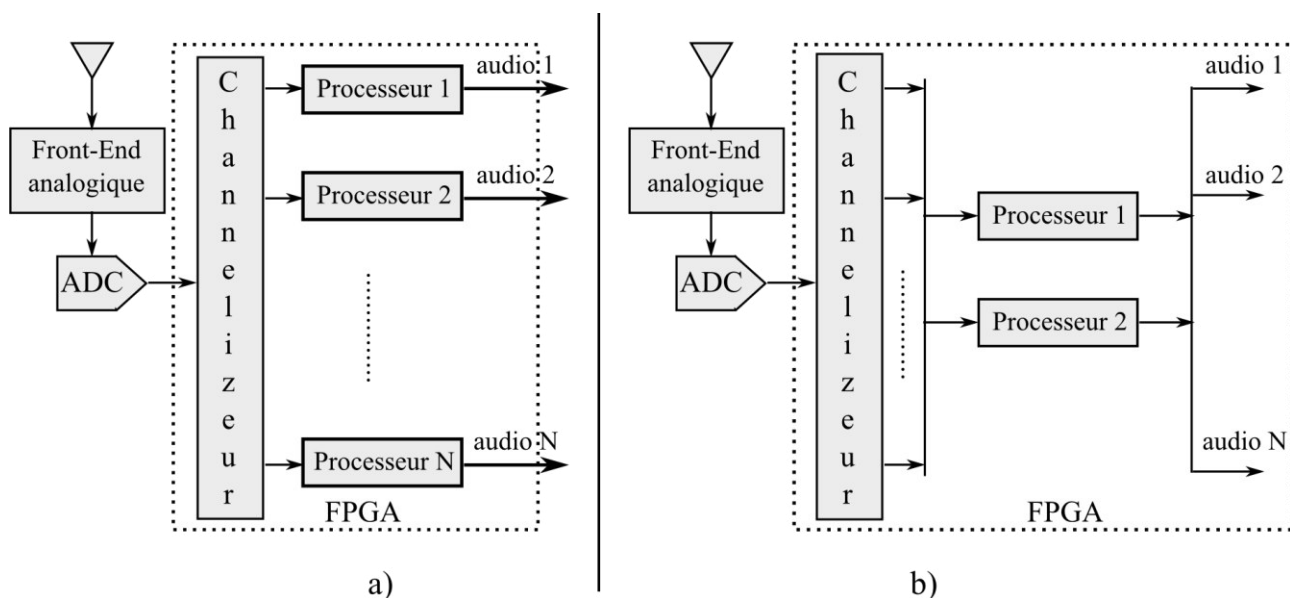 Front-End
analogique
ADC
C
h
a
n
n
e
l
i
z
e
u
r
Processeur 1
audio 1
Processeur 2
audio 2
Processeur N
audio N
FPGA
a)
Front-End
analogique
ADC
C
h
a
n
n
e
l
i
z
e
u
r
Processeur 1
Processeur 2
audio 1
audio 2
audio N
FPGA
b)